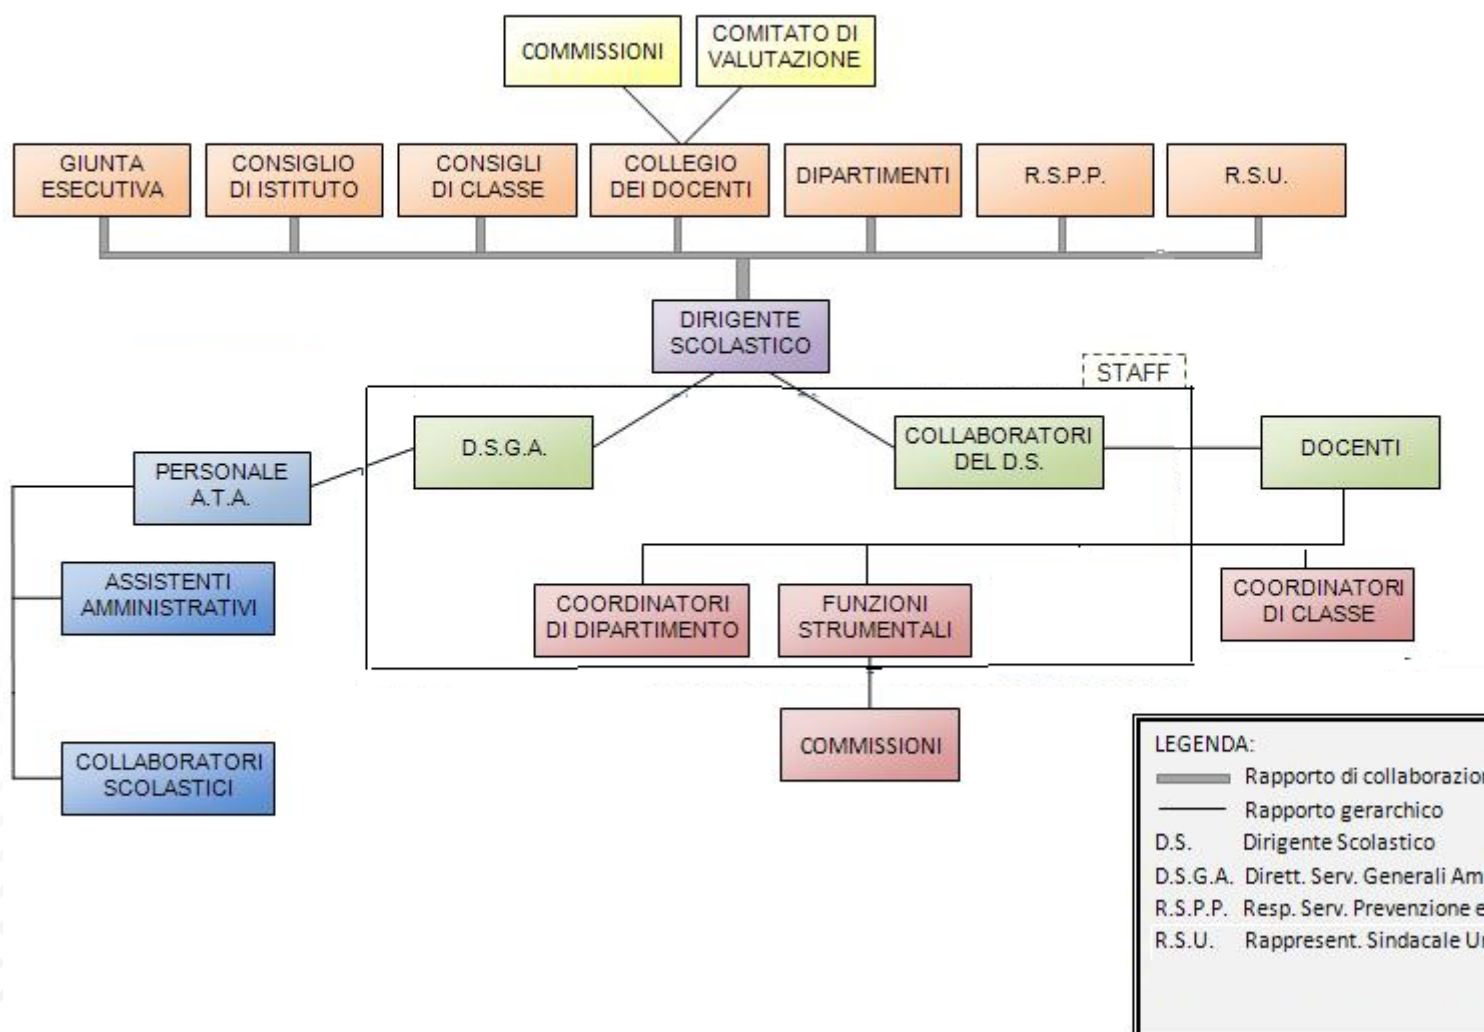 COMMISSIONI
COMITATO DI
VALUTAZIONE
GIUNTA
ESECUTIVA
CONSIGLIO
DI ISTITUTO
CONSIGLI
DI CLASSE
COLLEGIO
DEI DOCENTI
DIPARTIMENTI
R.S.P.P.
R.S.U.
DIRIGENTE
SCOLASTICO
STAFF
D.S.G.A.
COLLABORATORI
DEL D.S.
DOCENTI
PERSONALE
A.T.A.
ASSISTENTI
AMMINISTRATIVI
COORDINATORI
DI DIPARTIMENTO
FUNZIONI
STRUMENTALI
COORDINATORI
DI CLASSE
COMMISSIONI
COLLABORATORI
SCOLASTICI
LEGENDA:
Rapporto di
Rapporto gerarchico
D.S. Dirigente Scolastico
D.S.G.A. Dirett. Serv. Generali
R.S.P.P. Resp. Serv. Prevenzione e
R.S.U. Rappresent. Sindacale